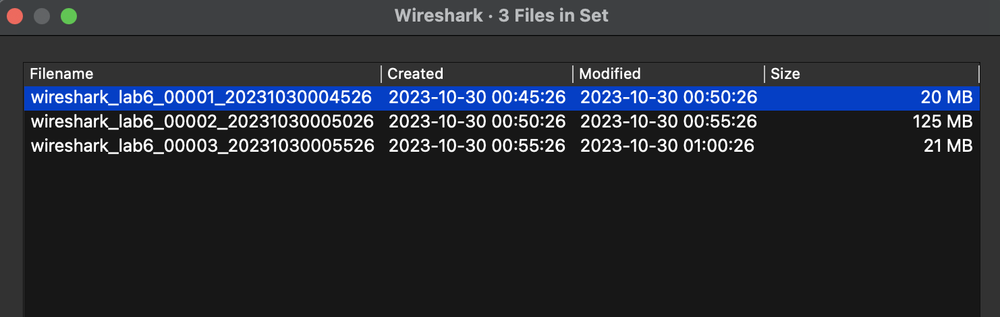 Wireshark · 3 Files in Set
Filename Created Modified Size
wireshark_lab6_00001_20231030004526 2023-10-30 00:45:26 2023-10-30 00:50:26 20 MB
wireshark_lab6_00002_20231030005026 2023-10-30 00:50:26 2023-10-30 00:55:26 125 MB
wireshark_lab6_00003_20231030005526 2023-10-30 00:55:26 2023-10-30 01:00:26 21 MB